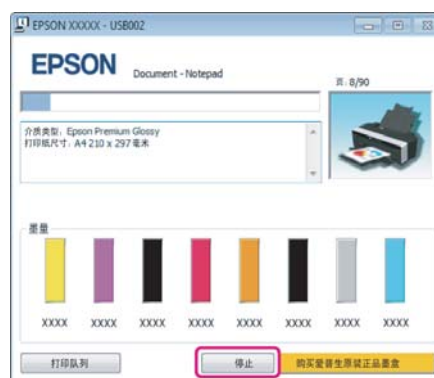 EPSON XXXXX - USB002
EPSON
Document - Notepad
页: 8/90
介质类型: Epson Premium Glossy
打印纸尺寸: A4 210 x 297 毫米
墨量
XXXX XXXX XXXX XXXX XXXX XXXX XXXX XXXX
打印队列
停止
购买爱普生原装正品墨盒